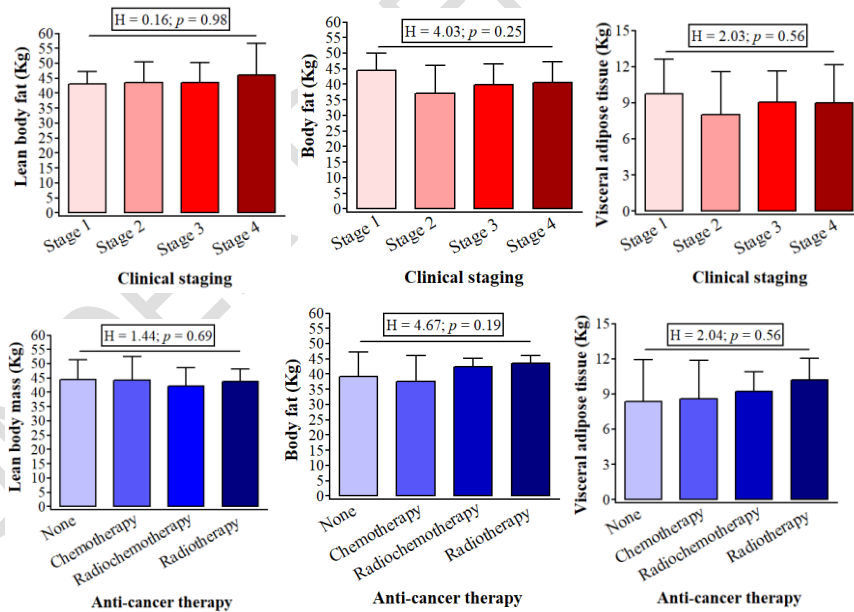 H = 0.16; p = 0.98
Lean body fat (Kg)
60
55
50
45
40
35
30
25
20
15
10
5
0
Stage 1
Stage 2
Stage 3
Stage 4
Clinical staging
H = 4.03; p = 0.25
Body fat (Kg)
60
55
50
45
40
35
30
25
20
15
10
5
0
Stage 1
Stage 2
Stage 3
Stage 4
Clinical staging
H = 2.03; p = 0.56
Visceral adipose tissue (Kg)
15
12
9
6
3
0
Stage 1
Stage 2
Stage 3
Stage 4
Clinical staging
H = 1.44; p = 0.69
Lean body mass (Kg)
60
55
50
45
40
35
30
25
20
15
10
5
0
None
Chemotherapy
Radiochemotherapy
Radiotherapy
Anti-cancer therapy
H = 4.67; p = 0.19
Body fat (Kg)
60
55
50
45
40
35
30
25
20
15
10
5
0
None
Chemotherapy
Radiochemotherapy
Radiotherapy
Anti-cancer therapy
H = 2.04; p = 0.56
Visceral adipose tissue (Kg)
15
12
9
6
3
0
None
Chemotherapy
Radiochemotherapy
Radiotherapy
Anti-cancer therapy